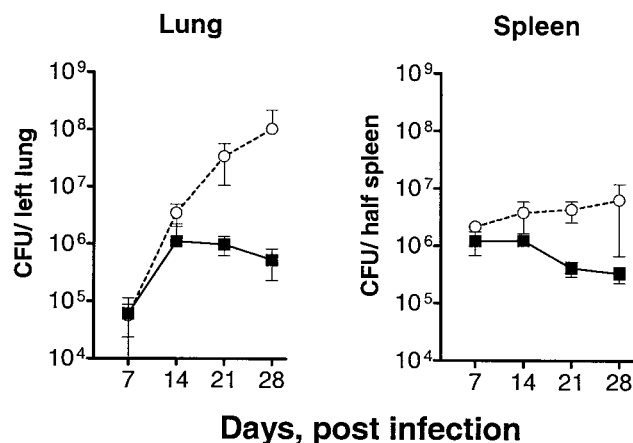 Lung
CFU/ left lung
10⁹
10⁸
10⁷
10⁶
10⁵
10⁴
7 14 21 28
Spleen
CFU/ half spleen
10⁹
10⁸
10⁷
10⁶
10⁵
10⁴
7 14 21 28
Days, post infection